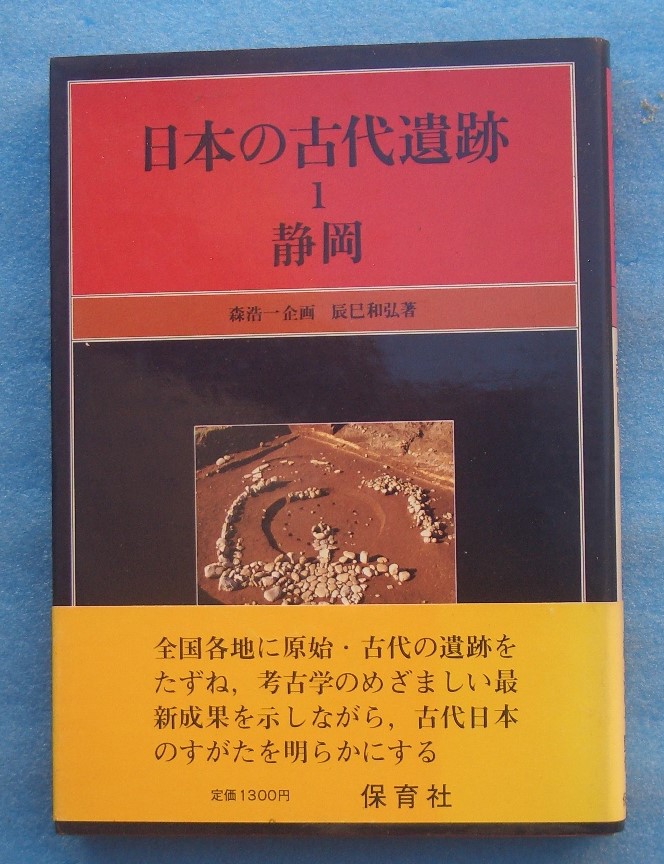 日本の古代遺跡
1
静岡
森浩一企画 辰巳和弘著
全国各地に原始・古代の遺跡を
たずね,考古学のめざましい最
新成果を示しながら,古代日本
のすがたを明らかにする
定価1300円 保育社